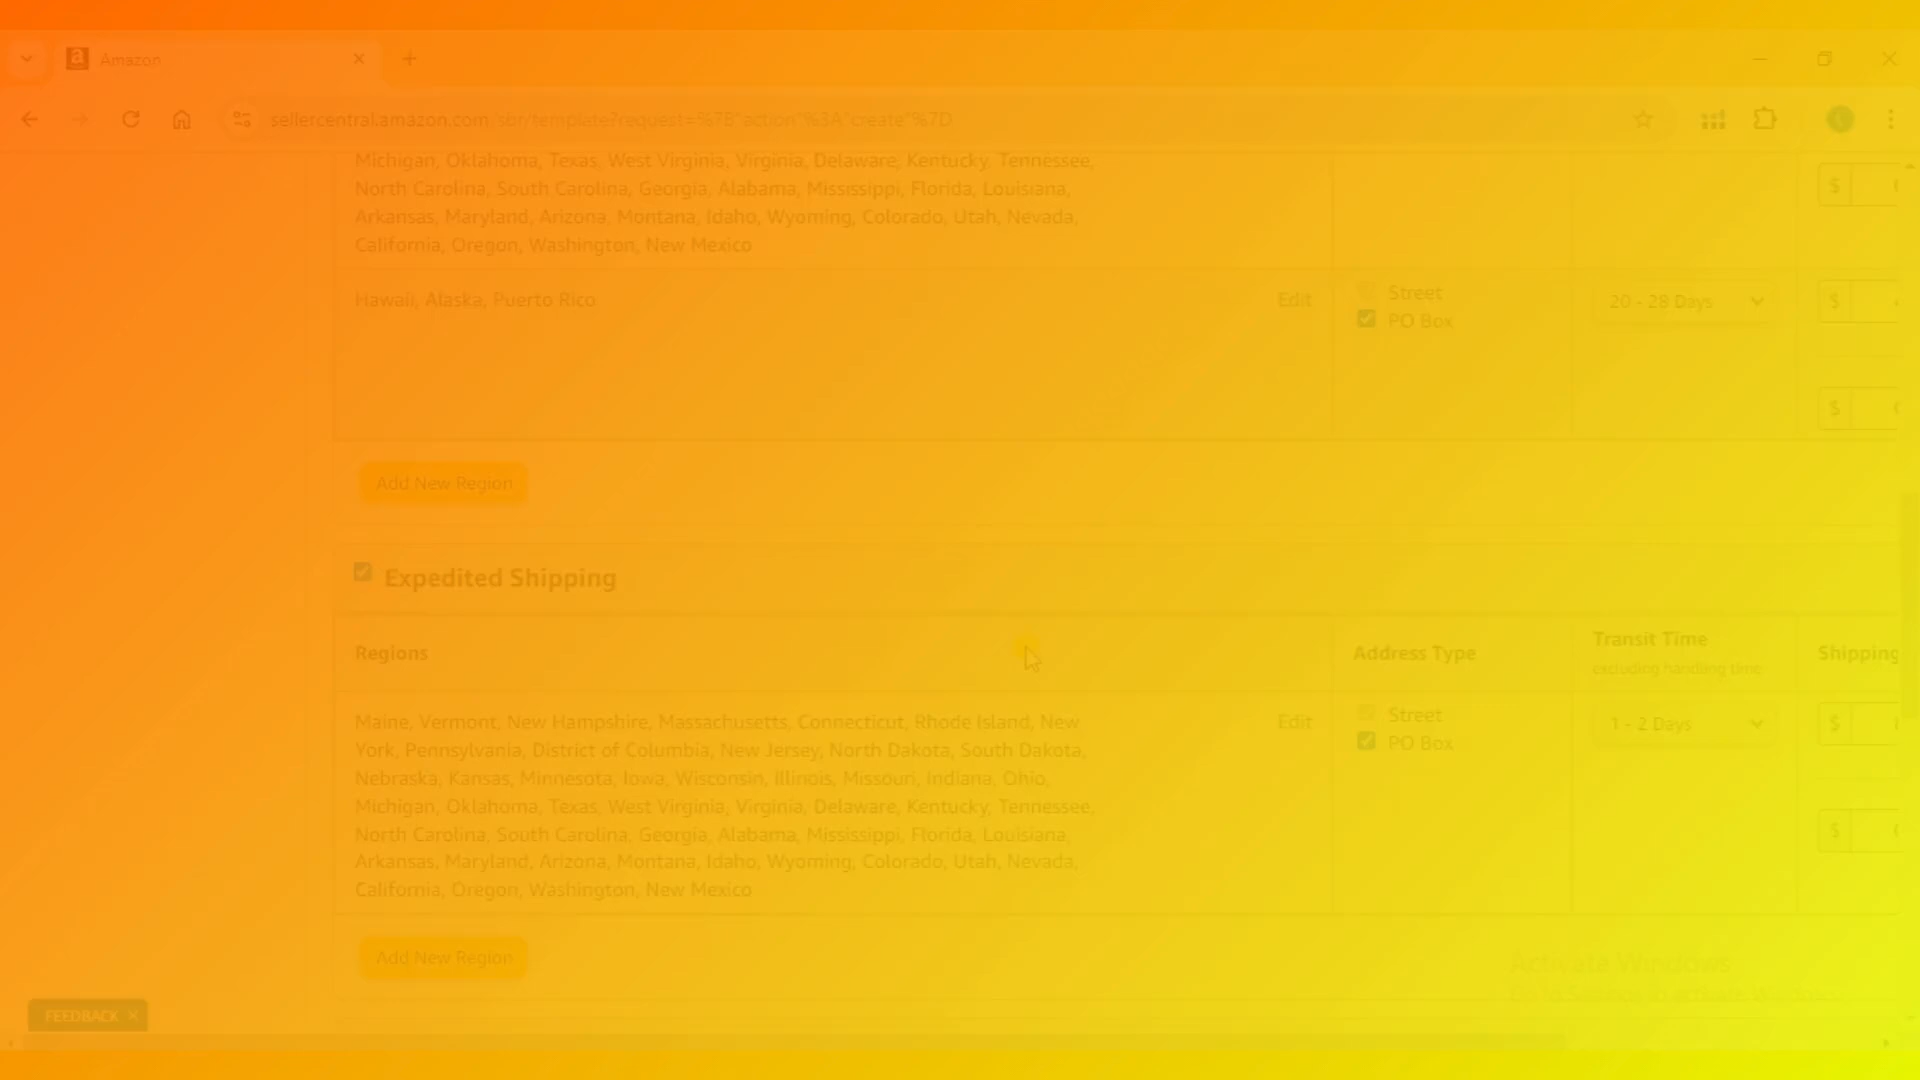 Amazon
sellercentral.amazon.com/sbr/template?request=%7B"action"%3A"create"%7D
Michigan, Oklahoma, Texas, West Virginia, Virginia, Delaware, Kentucky, Tennessee,
North Carolina, South Carolina, Georgia, Alabama, Mississippi, Florida, Louisiana,
Arkansas, Maryland, Arizona, Montana, Idaho, Wyoming, Colorado, Utah, Nevada,
California, Oregon, Washington, New Mexico
$
Hawaii, Alaska, Puerto Rico
Edit
Street
PO Box
20 - 28 Days
$
$
Add New Region
Expedited Shipping
Regions
Address Type
Transit Time
excluding handling time
Shipping
Maine, Vermont, New Hampshire, Massachusetts, Connecticut, Rhode Island, New
York, Pennsylvania, District of Columbia, New Jersey, North Dakota, South Dakota,
Nebraska, Kansas, Minnesota, Iowa, Wisconsin, Illinois, Missouri, Indiana, Ohio,
Michigan, Oklahoma, Texas, West Virginia, Virginia, Delaware, Kentucky, Tennessee,
North Carolina, South Carolina, Georgia, Alabama, Mississippi, Florida, Louisiana,
Arkansas, Maryland, Arizona, Montana, Idaho, Wyoming, Colorado, Utah, Nevada,
California, Oregon, Washington, New Mexico
Edit
Street
PO Box
1 - 2 Days
$
$
Add New Region
Activate Windows
Go to Settings to activate Windows.
FEEDBACK